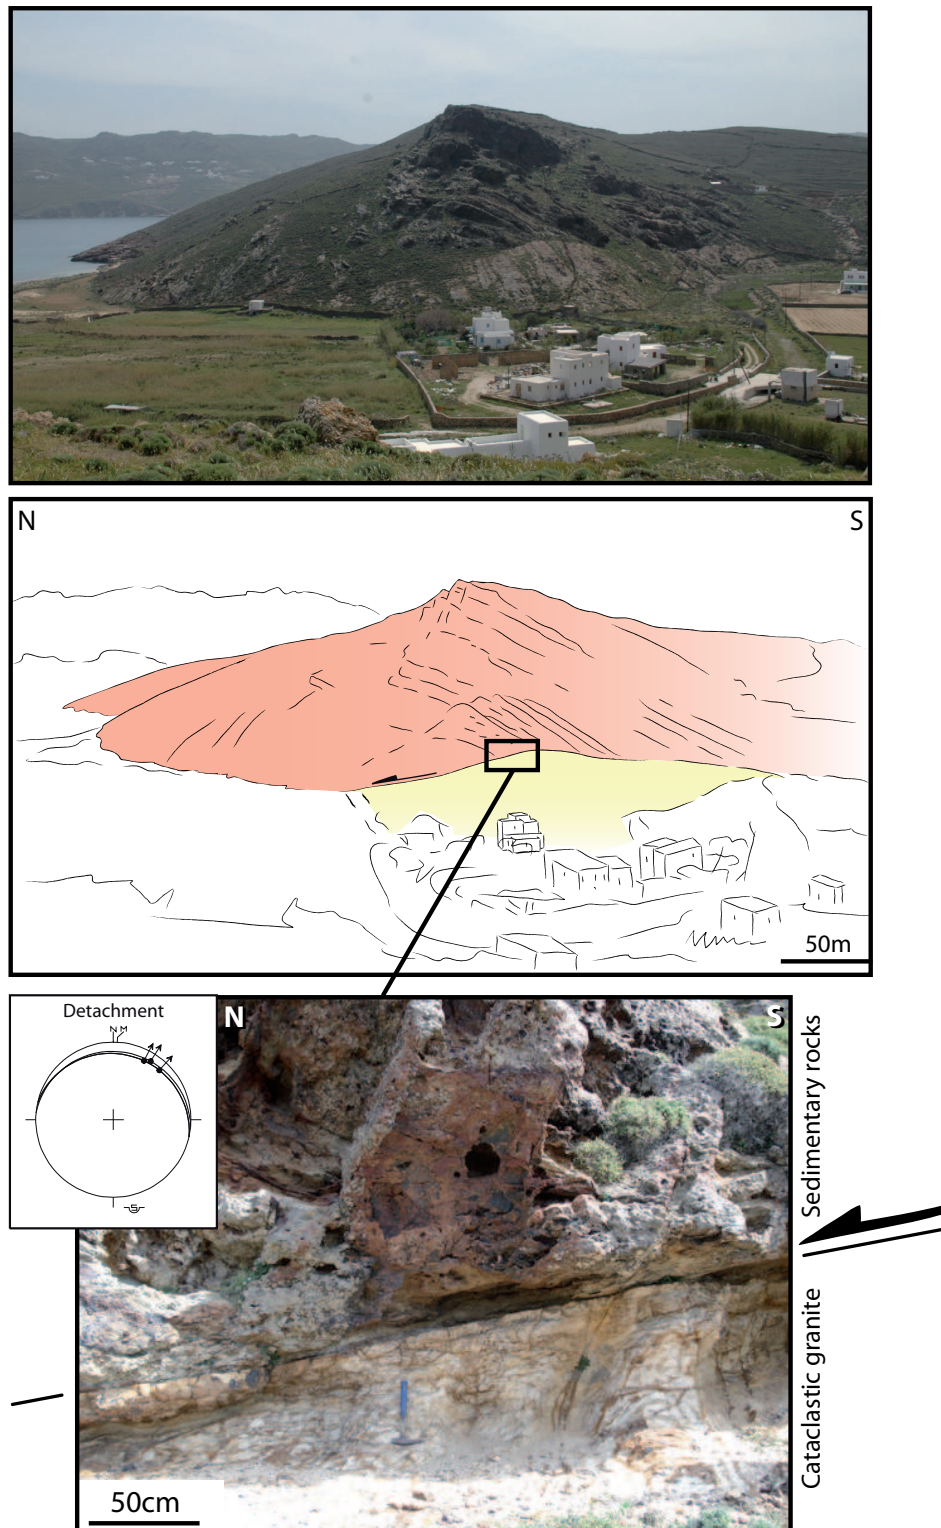 N
S
50m
Detachment
N M
N
S
Sedimentary rocks
Cataclastic granite
50cm